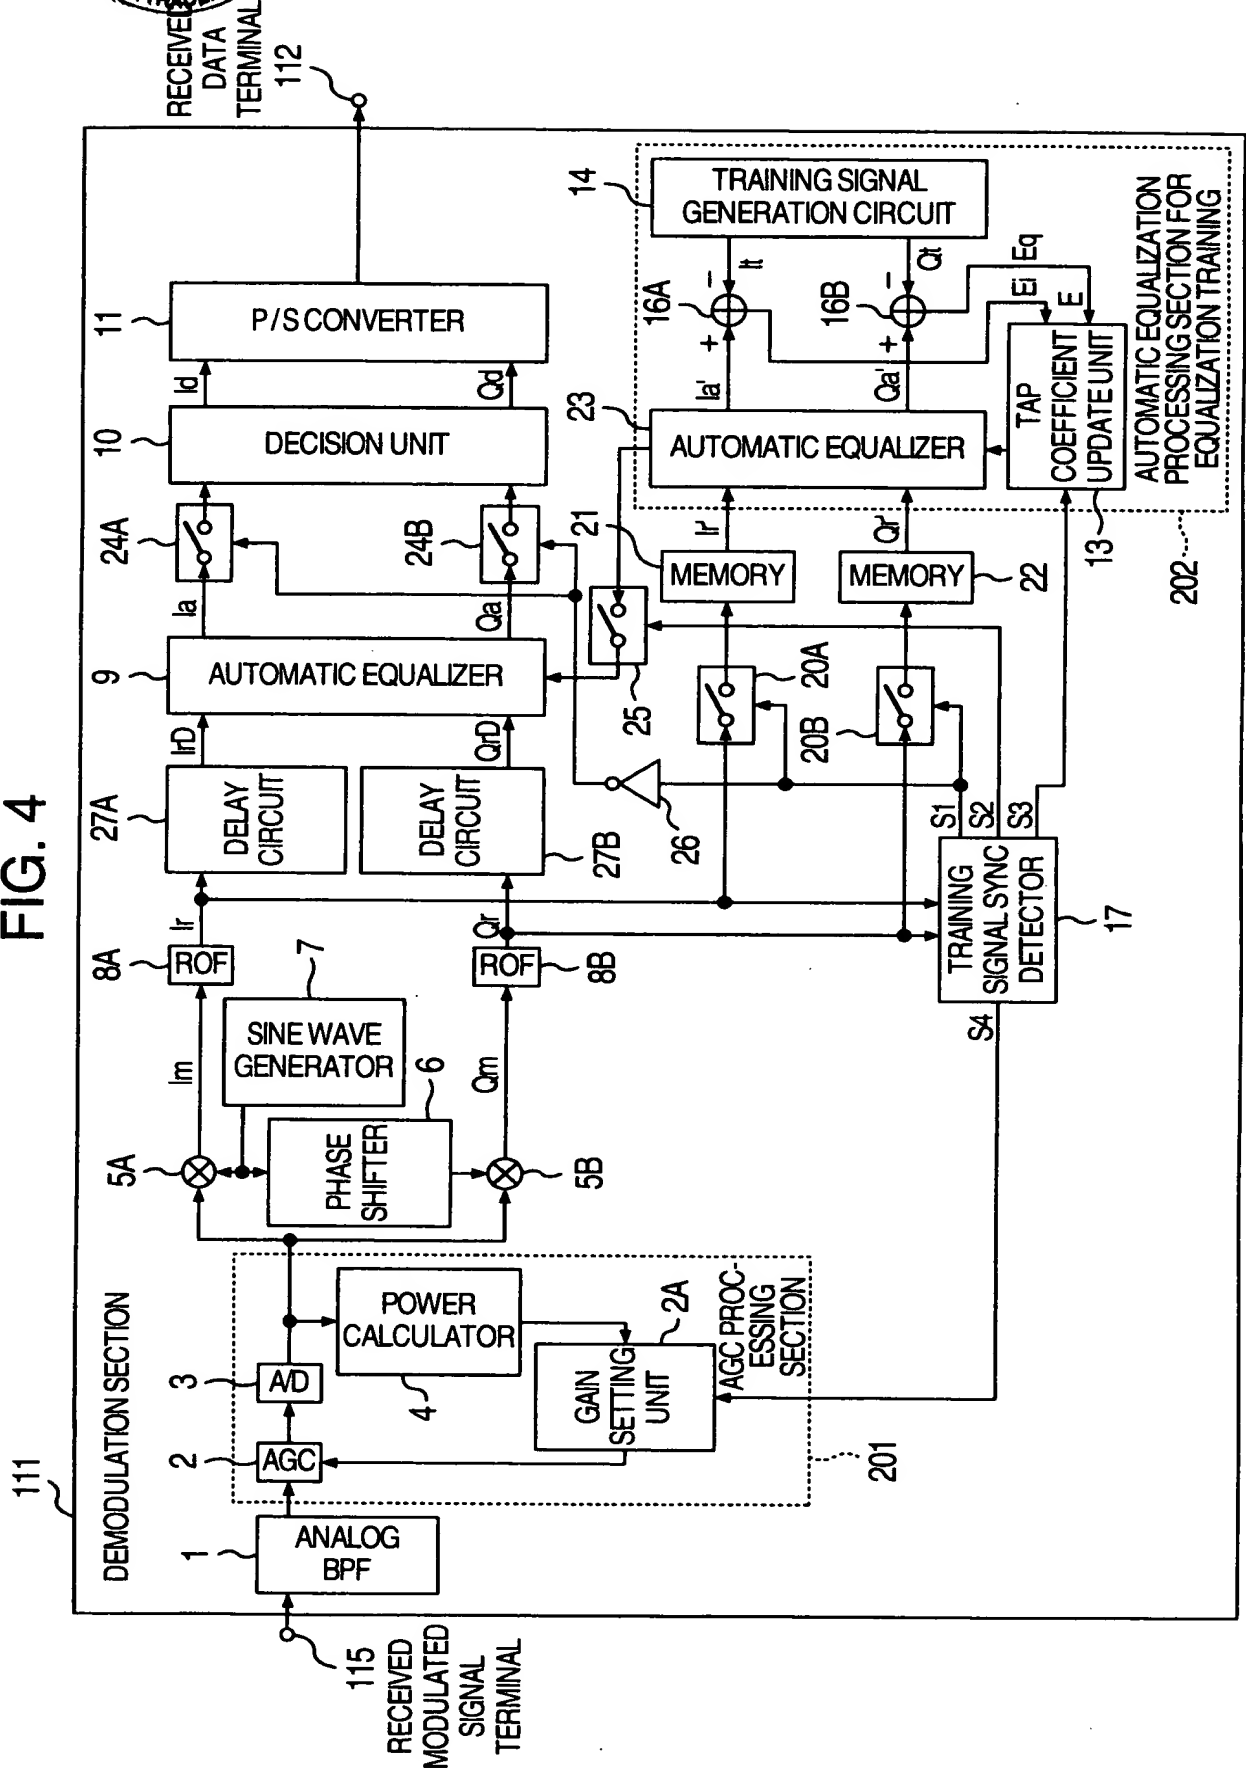 FIG. 4
111
DEMODULATION SECTION
115
RECEIVED
MODULATED
SIGNAL
TERMINAL
1
ANALOG
BPF
2
AGC
3
A/D
4
POWER
CALCULATOR
2A
GAIN
SETTING
UNIT
AGC PROC-
ESSING
SECTION
201
5A
5B
6
PHASE
SHIFTER
7
SINE WAVE
GENERATOR
Im
Qm
8A
ROF
8B
ROF
Ir
Qr
27A
DELAY
CIRCUIT
27B
DELAY
CIRCUIT
IrD
QrD
9
AUTOMATIC EQUALIZER
Ia
Qa
24A
24B
10
DECISION UNIT
Id
Qd
11
P/S CONVERTER
RECEIVED
DATA
TERMINAL
112
17
TRAINING
SIGNAL SYNC
DETECTOR
S1
S2
S3
S4
26
25
20A
20B
21
MEMORY
22
MEMORY
Ir'
Qr'
23
AUTOMATIC EQUALIZER
Ia'
Qa'
+
+
16A
16B
−
−
It
Qt
14
TRAINING SIGNAL
GENERATION CIRCUIT
Ei
Eq
E
13
TAP
COEFFICIENT
UPDATE UNIT
AUTOMATIC EQUALIZATION
PROCESSING SECTION FOR
EQUALIZATION TRAINING
202